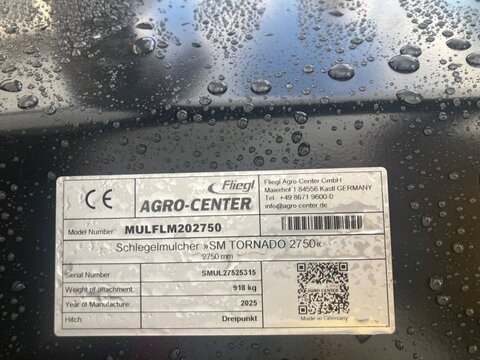 CE
Fliegl
AGRO-CENTER
Fliegl Agro-Center GmbH
Maierhof 1 84556 Kastl GERMANY
Tel.: +49 8671 9600-0
info@agro-center.de
Model Number: MULFLM202750
Schlegelmulcher »SM TORNADO 2750«
2750 mm
Serial Number SMUL27525315
Weight of attachment. 918 kg
Year of Manufacture. 2025
Hitch: Dreipunkt
AGRO-CENTER
Made in Germany